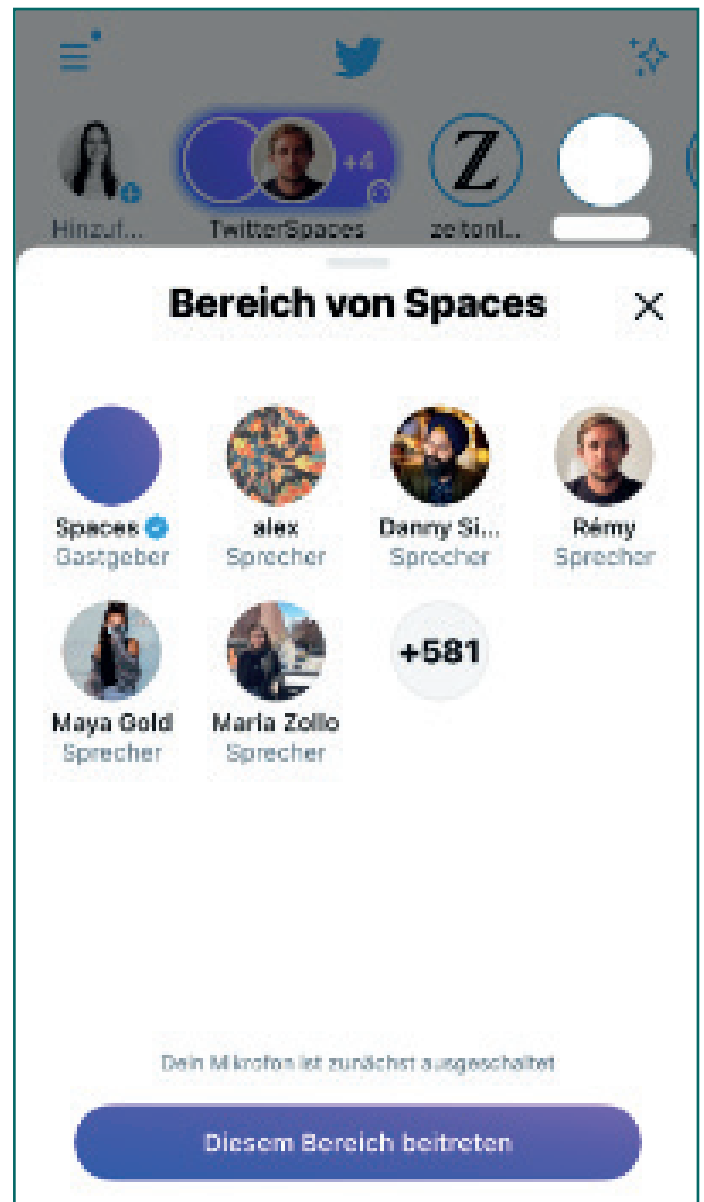 +4
Z
Hinzuf...
TwitterSpaces
zeitonl...
Bereich von Spaces
Spaces
alex
Danny Si...
Rémy
Gastgeber
Sprecher
Sprecher
Sprecher
+581
Maya Gold
Maria Zollo
Sprecher
Sprecher
Dein Mikrofon ist zunächst ausgeschaltet
Diesem Bereich beitreten